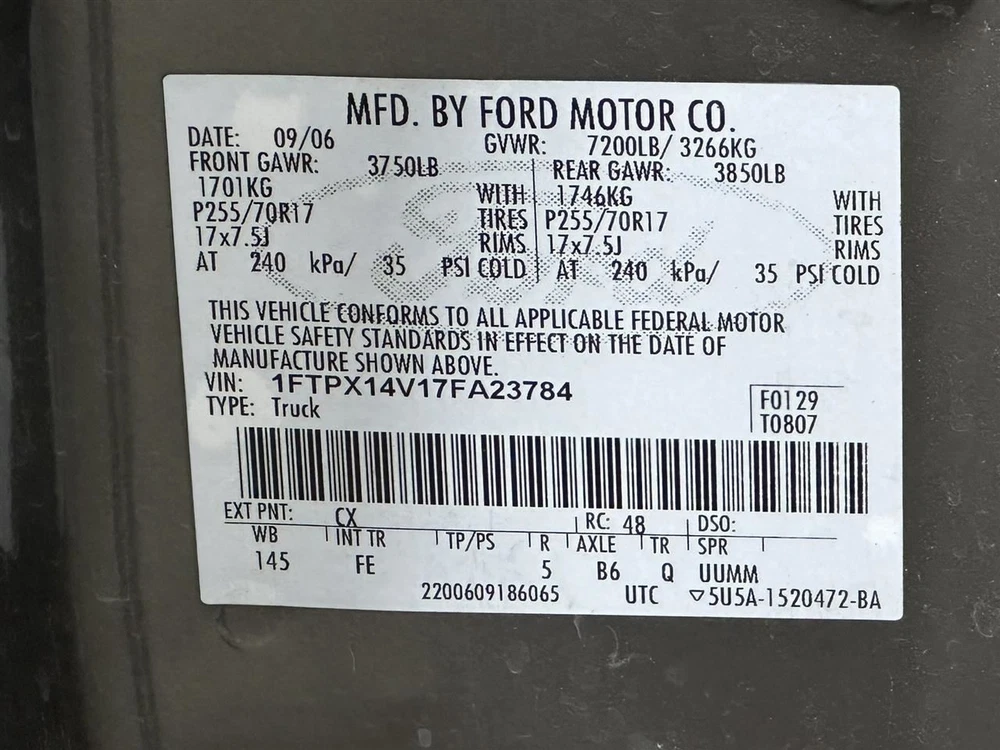 MFD. BY FORD MOTOR CO.
DATE: 09/06 GVWR: 7200LB/ 3266KG
FRONT GAWR: 3750LB REAR GAWR: 3850LB
1701KG WITH 1746KG WITH
P255/70R17 TIRES P255/70R17 TIRES
17x7.5J RIMS 17x7.5J RIMS
AT 240 kPa/ 35 PSI COLD AT 240 kPa/ 35 PSI COLD
THIS VEHICLE CONFORMS TO ALL APPLICABLE FEDERAL MOTOR
VEHICLE SAFETY STANDARDS IN EFFECT ON THE DATE OF
MANUFACTURE SHOWN ABOVE.
VIN: 1FTPX14V17FA23784
TYPE: Truck
F0129
T0807
EXT PNT: CX RC: 48 DSO:
WB INT TR TP/PS R AXLE TR SPR
145 FE 5 B6 Q UUMM
2200609186065 UTC ▽5U5A-1520472-BA